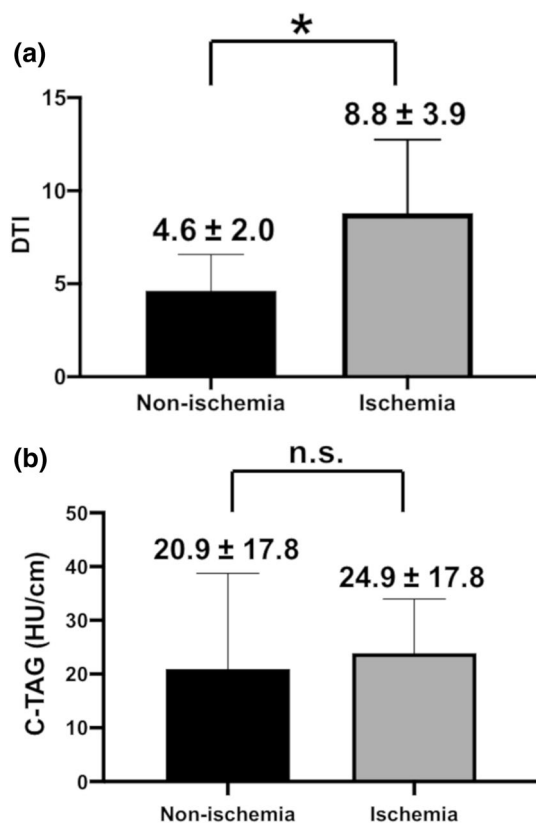 (a)
*
15
8.8 ± 3.9
10
4.6 ± 2.0
DTI
5
0
Non-ischemia Ischemia
(b)
n.s.
50
20.9 ± 17.8
24.9 ± 17.8
40
30
C-TAG (HU/cm)
20
10
0
Non-ischemia Ischemia